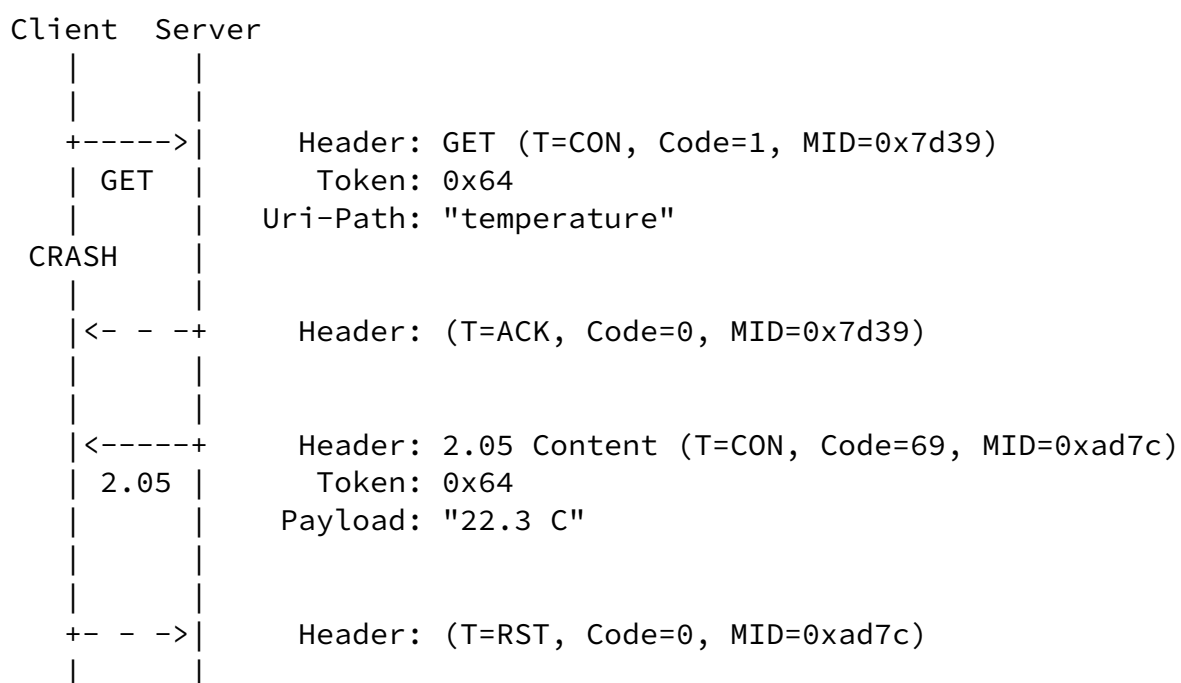 Client  Server
Header: GET (T=CON, Code=1, MID=0x7d39)
GET   Token: 0x64
Uri-Path: "temperature"
CRASH
Header: (T=ACK, Code=0, MID=0x7d39)
Header: 2.05 Content (T=CON, Code=69, MID=0xad7c)
2.05   Token: 0x64
Payload: "22.3 C"
Header: (T=RST, Code=0, MID=0xad7c)